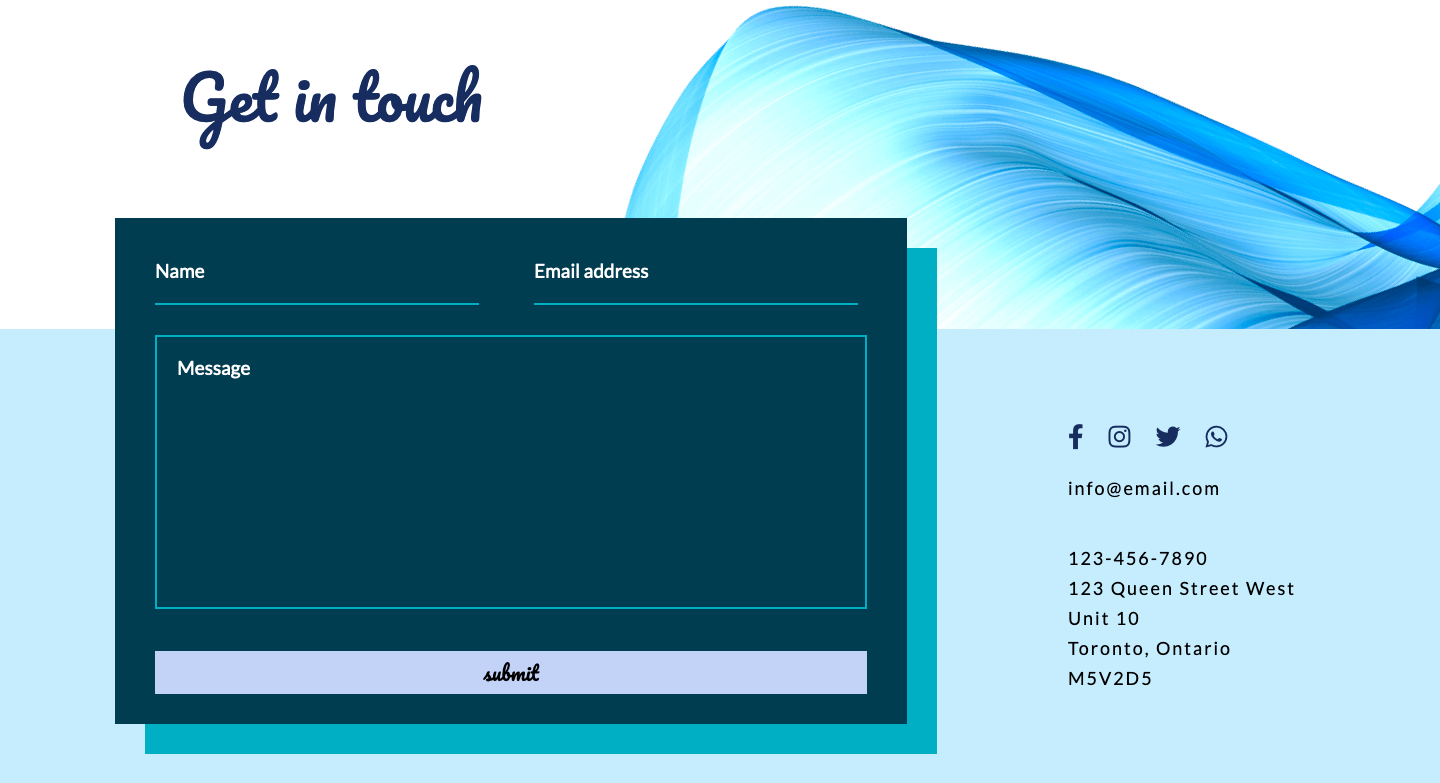 Get in touch
Name
Email address
Message
submit
info@email.com
123-456-7890
123 Queen Street West
Unit 10
Toronto, Ontario
M5V2D5